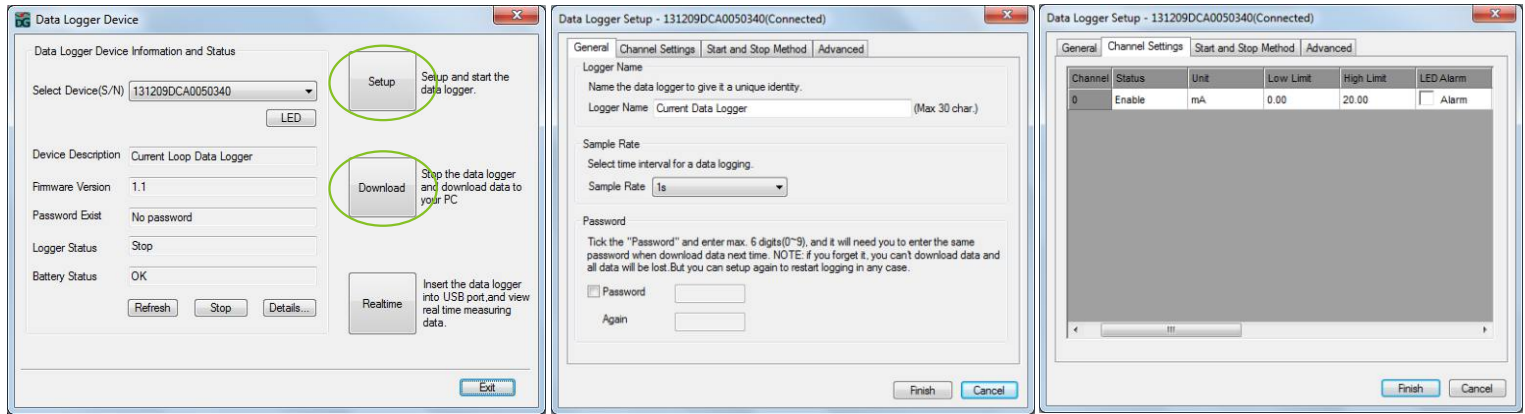 Data Logger Device
Data Logger Device Information and Status
Select Device(S/N) 131209DCA0050340
LED
Device Description Current Loop Data Logger
Firmware Version 1.1
Password Exist No password
Logger Status Stop
Battery Status OK
Refresh Stop Details...
Setup
Setup and start the
data logger.
Download
Stop the data logger
and download data to
your PC
Realtime
Insert the data logger
into USB port,and view
real time measuring
data.
Exit
Data Logger Setup - 131209DCA0050340(Connected)
General Channel Settings Start and Stop Method Advanced
Logger Name
Name the data logger to give it a unique identity.
Logger Name Current Data Logger (Max 30 char.)
Sample Rate
Select time interval for a data logging.
Sample Rate 1s
Password
Tick the "Password" and enter max. 6 digits(0~9), and it will need you to enter the same
password when download data next time. NOTE: if you forget it, you can't download data and
all data will be lost.But you can setup again to restart logging in any case.
Password
Again
Finish Cancel
Data Logger Setup - 131209DCA0050340(Connected)
General Channel Settings Start and Stop Method Advanced
Channel Status Unit Low Limit High Limit LED Alarm
0 Enable mA 0.00 20.00 Alarm
Finish Cancel